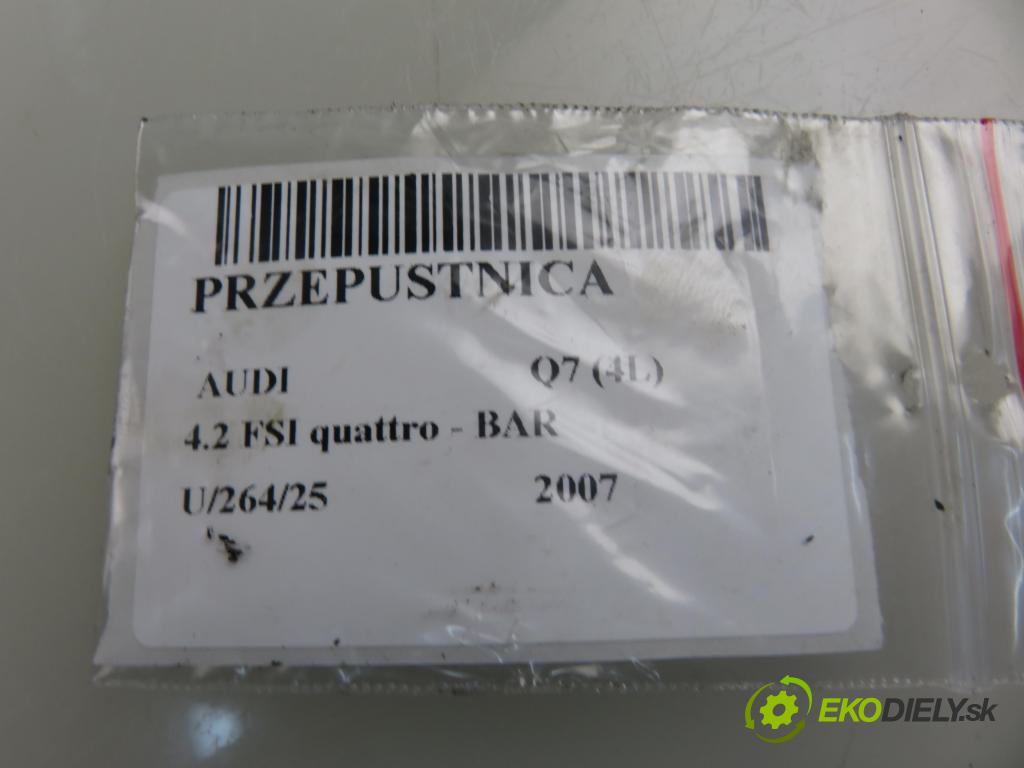 PRZEPUSTNICA
AUDI Q7 (4L)
4.2 FSI quattro - BAR
U/264/25 2007
EKODIELY.sk